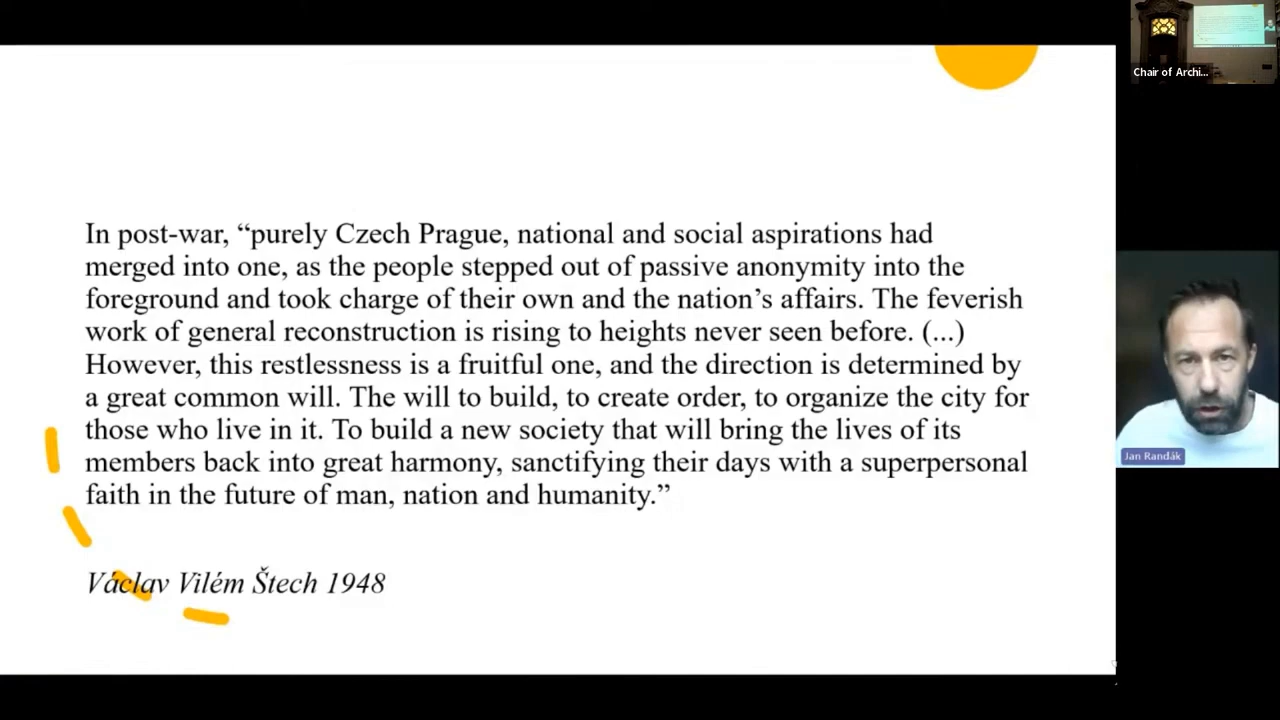 Chair of Archi...
In post-war, “purely Czech Prague, national and social aspirations had
merged into one, as the people stepped out of passive anonymity into the
foreground and took charge of their own and the nation’s affairs. The feverish
work of general reconstruction is rising to heights never seen before. (...)
However, this restlessness is a fruitful one, and the direction is determined by
a great common will. The will to build, to create order, to organize the city for
those who live in it. To build a new society that will bring the lives of its
members back into great harmony, sanctifying their days with a superpersonal
faith in the future of man, nation and humanity.”
Václav Vilém Štech 1948
Jan Randák